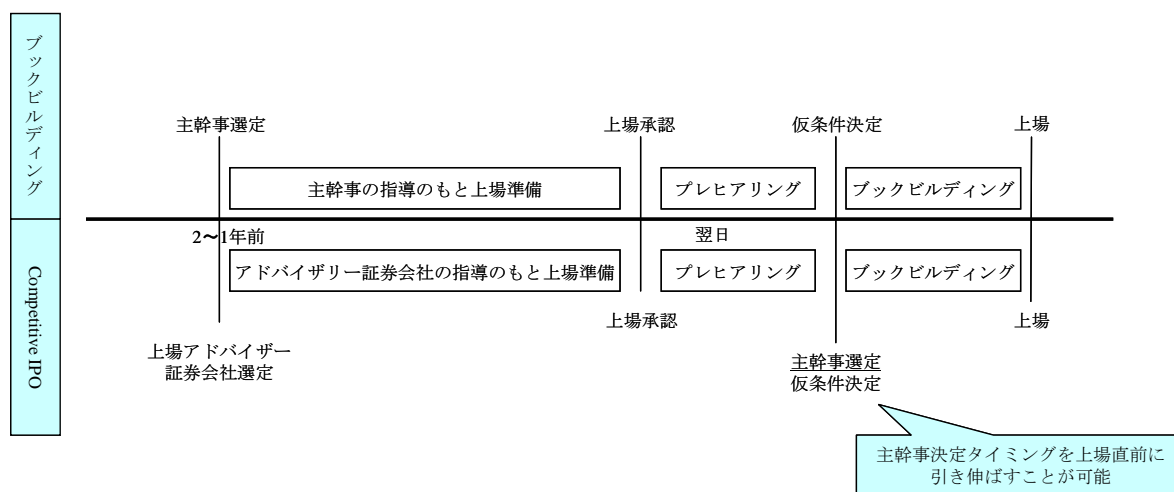 ブックビルディング
主幹事選定
上場承認
仮条件決定
上場
主幹事の指導のもと上場準備
プレヒアリング
ブックビルディング
2～1年前
翌日
Competitive IPO
アドバイザリー証券会社の指導のもと上場準備
プレヒアリング
ブックビルディング
上場アドバイザー
証券会社選定
上場承認
主幹事選定
仮条件決定
上場
主幹事決定タイミングを上場直前に
引き伸ばすことが可能